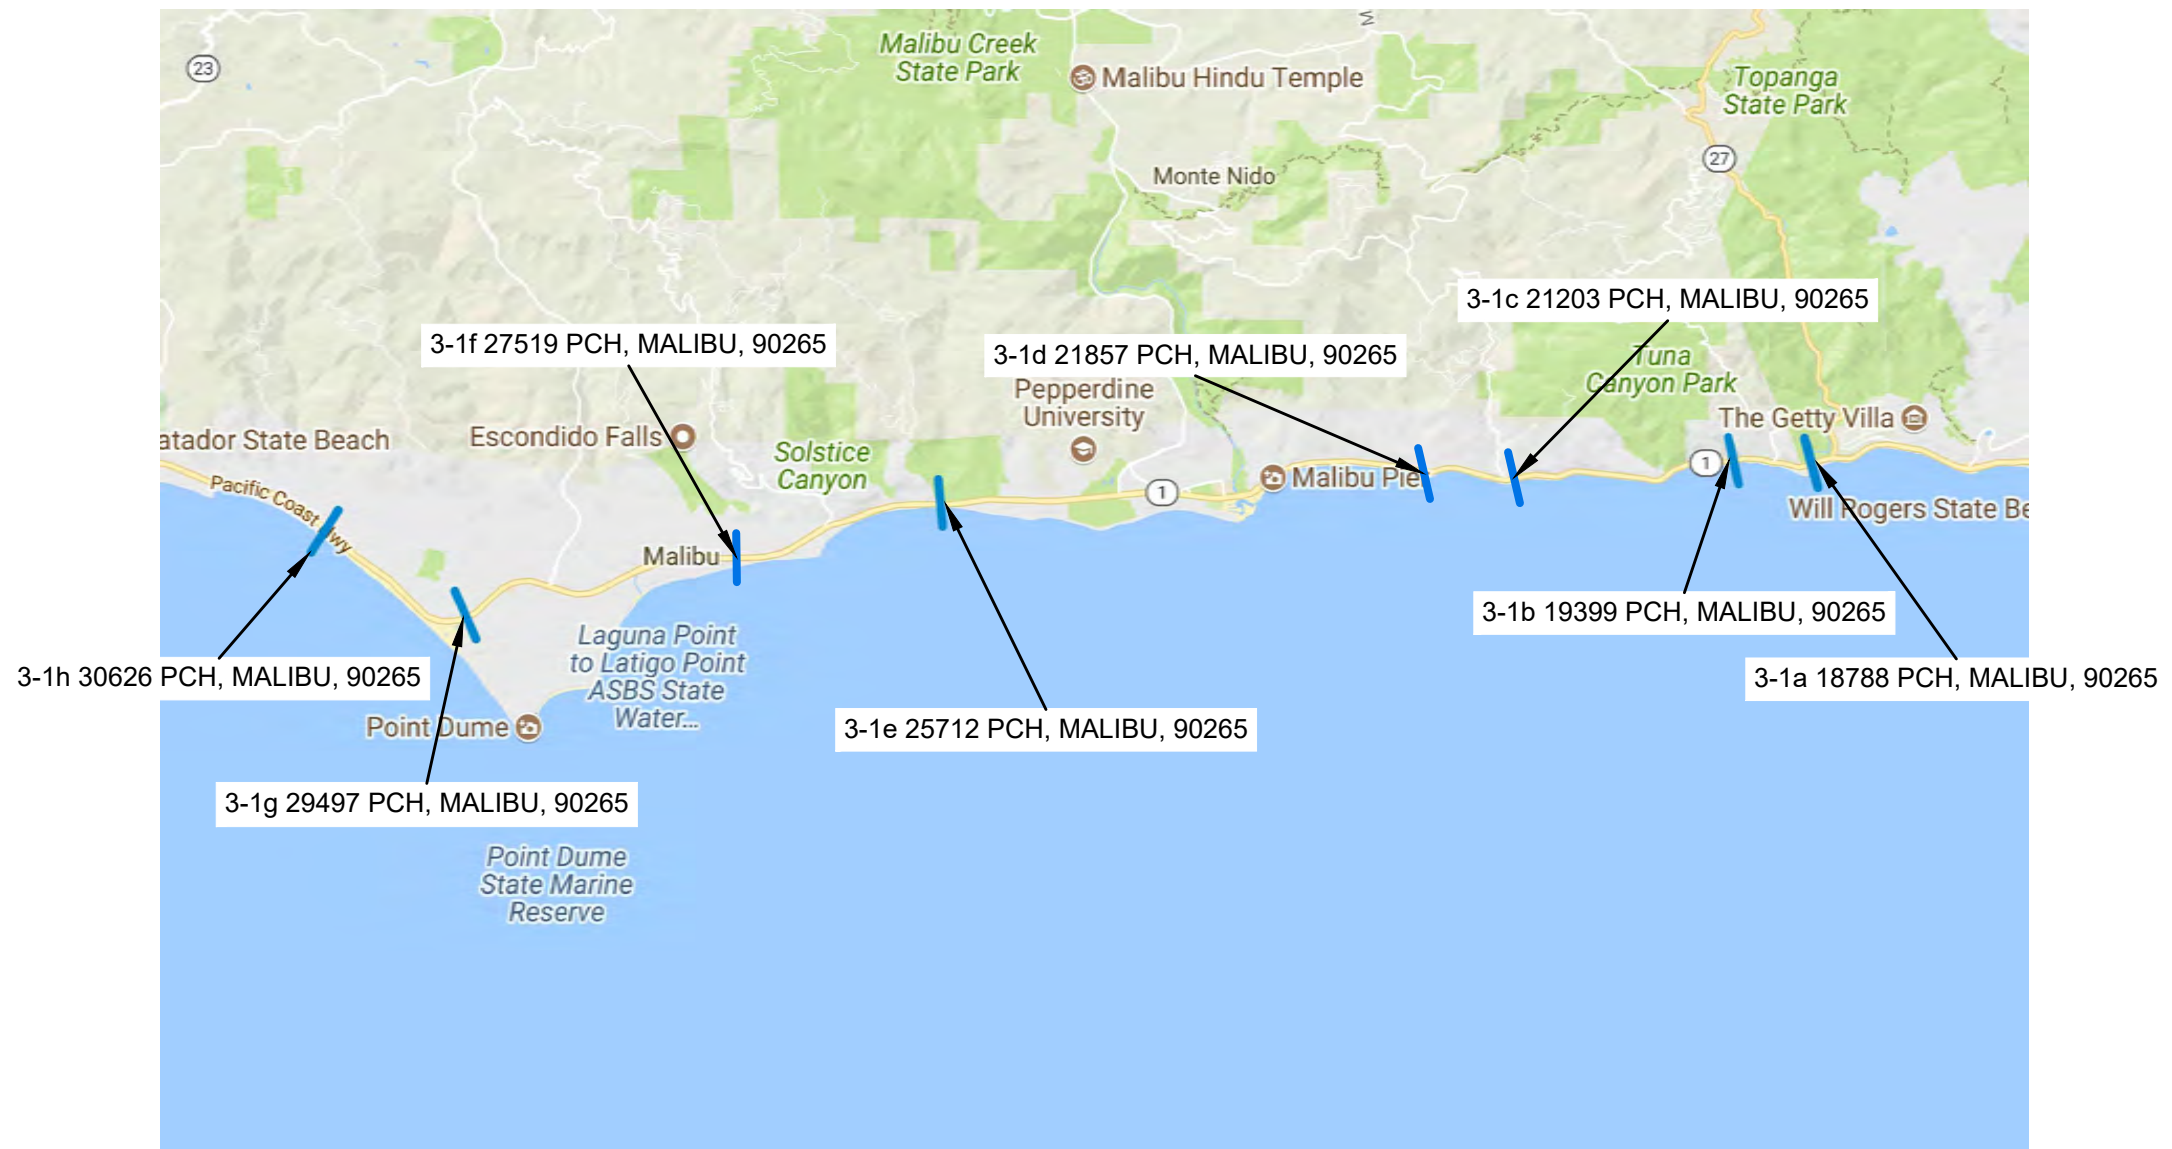 W
Malibu Creek
State Park
23
Malibu Hindu Temple
Topanga
State Park
27
Monte Nido
3-1c 21203 PCH, MALIBU, 90265
3-1f 27519 PCH, MALIBU, 90265
3-1d 21857 PCH, MALIBU, 90265
Tuna
Canyon Park
Pepperdine
University
The Getty Villa
atador State Beach
Escondido Falls
Solstice
Canyon
1
Malibu Pie
1
Pacific Coast Hwy
Will Rogers State Be
Malibu
3-1b 19399 PCH, MALIBU, 90265
Laguna Point
to Latigo Point
ASBS State
Water...
3-1h 30626 PCH, MALIBU, 90265
3-1a 18788 PCH, MALIBU, 90265
Point Dume
3-1e 25712 PCH, MALIBU, 90265
3-1g 29497 PCH, MALIBU, 90265
Point Dume
State Marine
Reserve